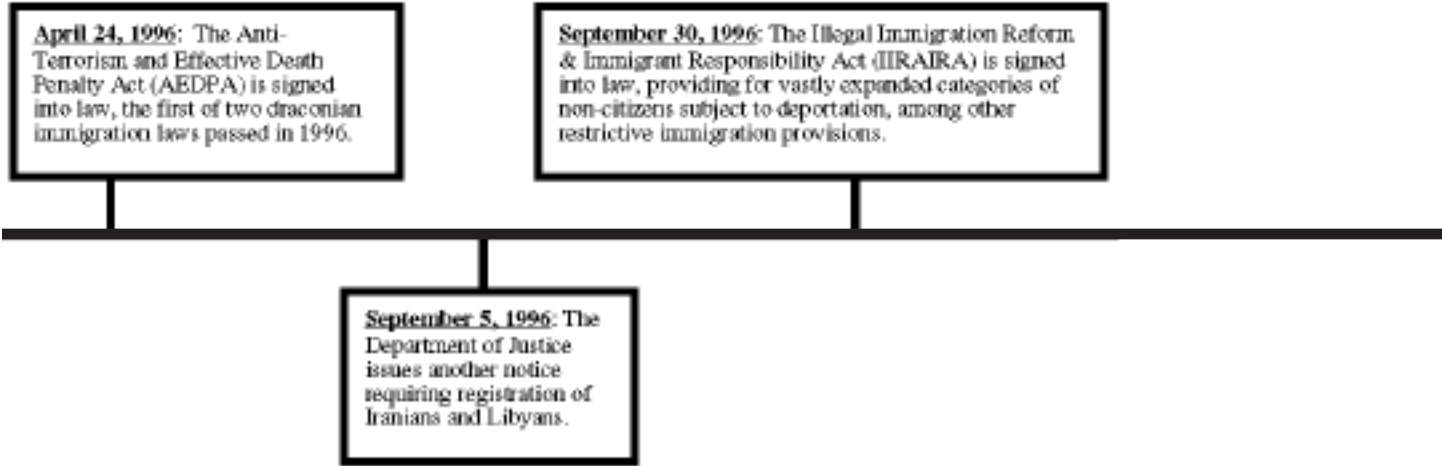 April 24, 1996: The Anti-
Terrorism and Effective Death
Penalty Act (AEDPA) is signed
into law, the first of two draconian
immigration laws passed in 1996.
September 30, 1996: The Illegal Immigration Reform
& Immigrant Responsibility Act (IIRAIRA) is signed
into law, providing for vastly expanded categories of
non-citizens subject to deportation, among other
restrictive immigration provisions.
September 5, 1996: The
Department of Justice
issues another notice
requiring registration of
Iranians and Libyans.